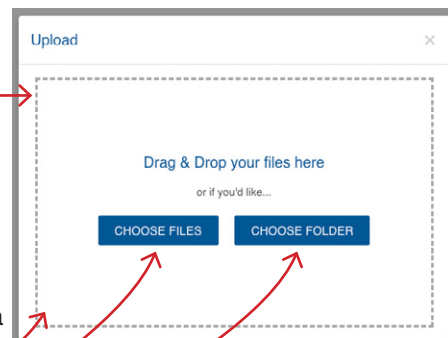 Upload
Drag & Drop your files here
or if you'd like...
CHOOSE FILES CHOOSE FOLDER